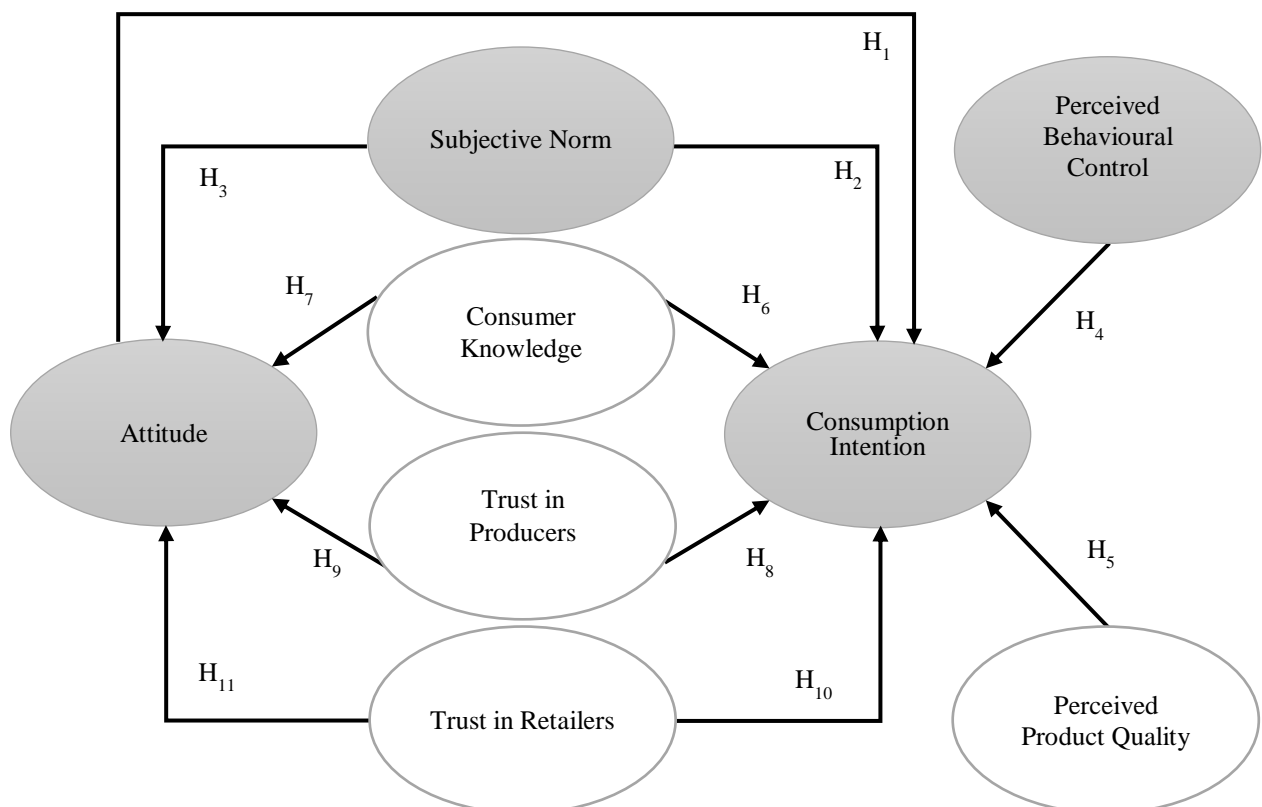 H1
Subjective Norm
Perceived
Behavioural
Control
H3
H2
H7
H6
Consumer
Knowledge
H4
Attitude
Consumption
Intention
Trust in
Producers
H9
H8
H5
H11
H10
Trust in Retailers
Perceived
Product Quality